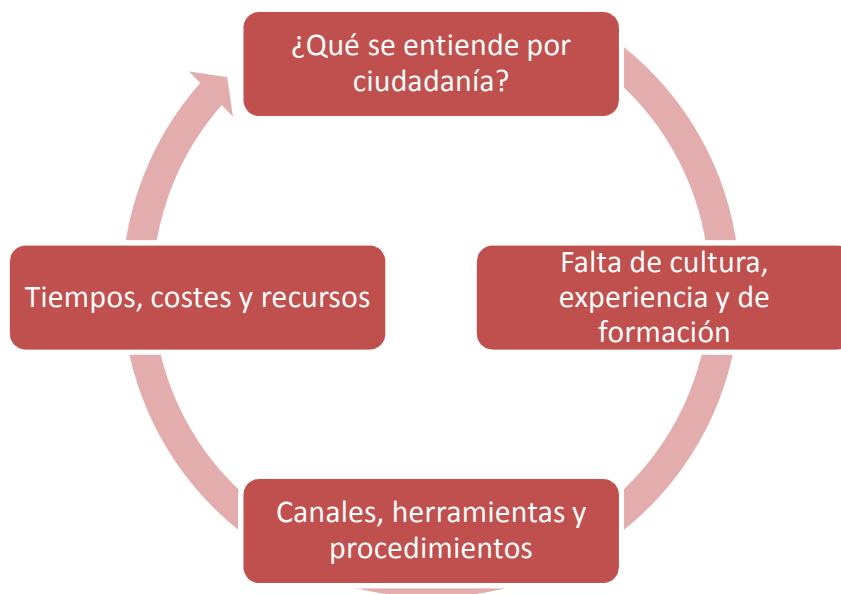 ¿Qué se entiende por
ciudadanía?
Falta de cultura,
experiencia y de
formación
Canales, herramientas y
procedimientos
Tiempos, costes y recursos